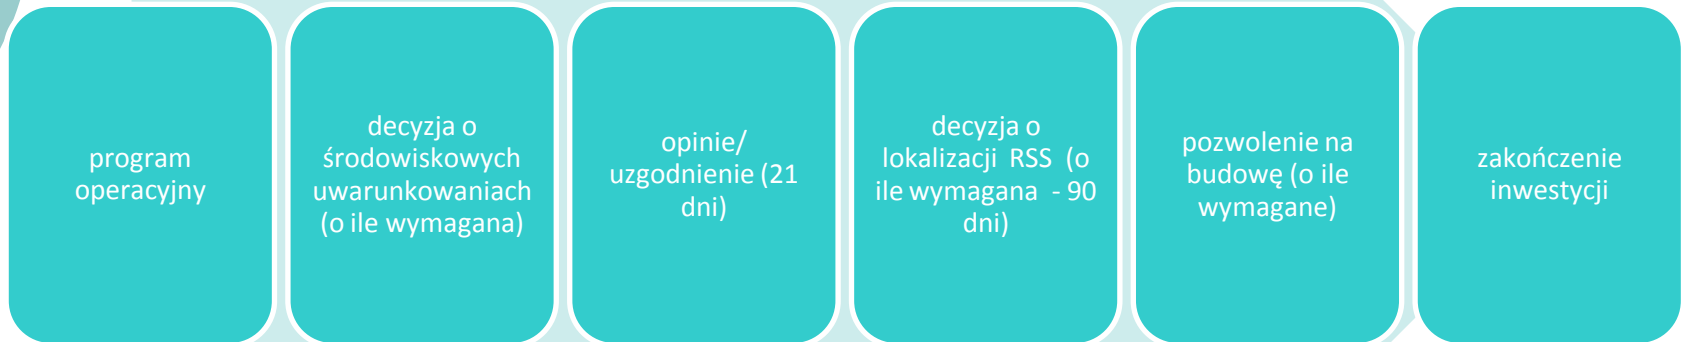 program
operacyjny
decyzja o
środowiskowych
uwarunkowaniach
(o ile wymagana)
opinie/
uzgodnienie (21
dni)
decyzja o
lokalizacji RSS (o
ile wymagana - 90
dni)
pozwolenie na
budowę (o ile
wymagane)
zakończenie
inwestycji